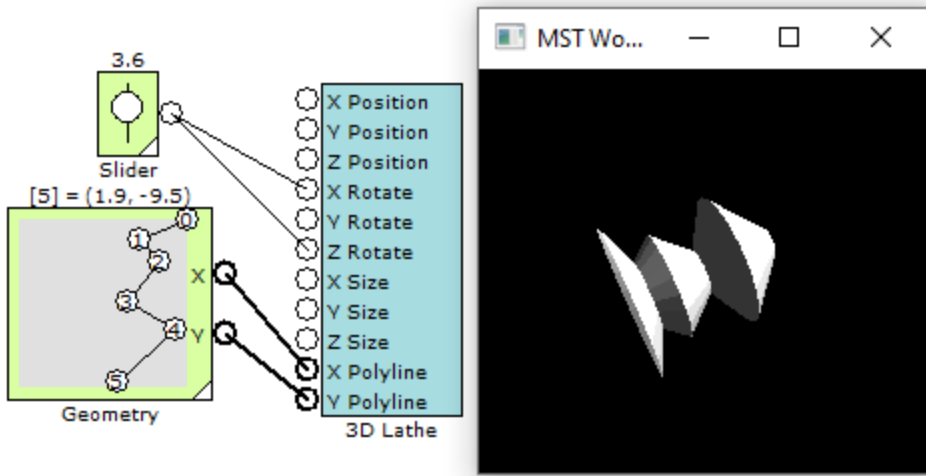 3.6
Slider
[5] = (1.9, -9.5)
0
1
2
3
4
5
X
Y
Geometry
X Position
Y Position
Z Position
X Rotate
Y Rotate
Z Rotate
X Size
Y Size
Z Size
X Polyline
Y Polyline
3D Lathe
MST Wo...